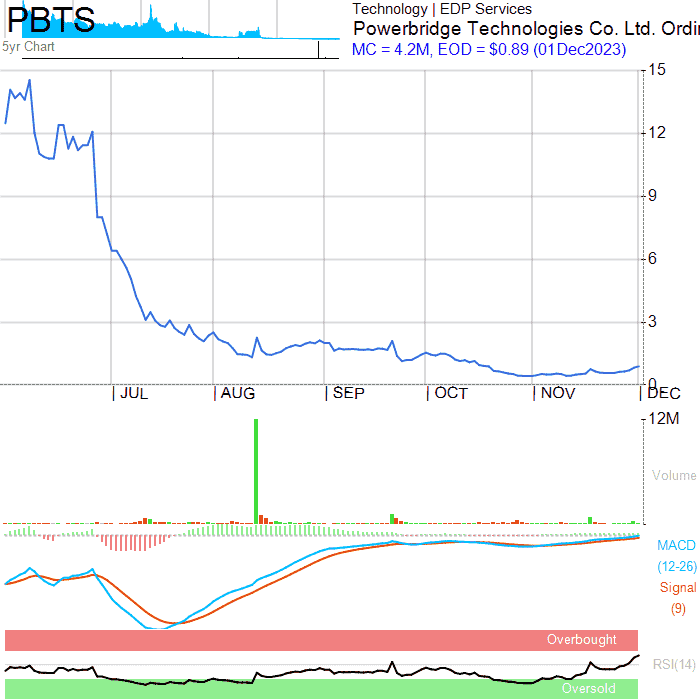 PBTS
Technology | EDP Services
Powerbridge Technologies Co. Ltd. Ordi
5yr Chart
MC = 4.2M, EOD = $0.89 (01Dec2023)
15
12
9
6
3
0
JUL
AUG
SEP
OCT
NOV
DEC
12M
Volume
MACD
(12-26)
Signal
(9)
Overbought
RSI(14)
Oversold